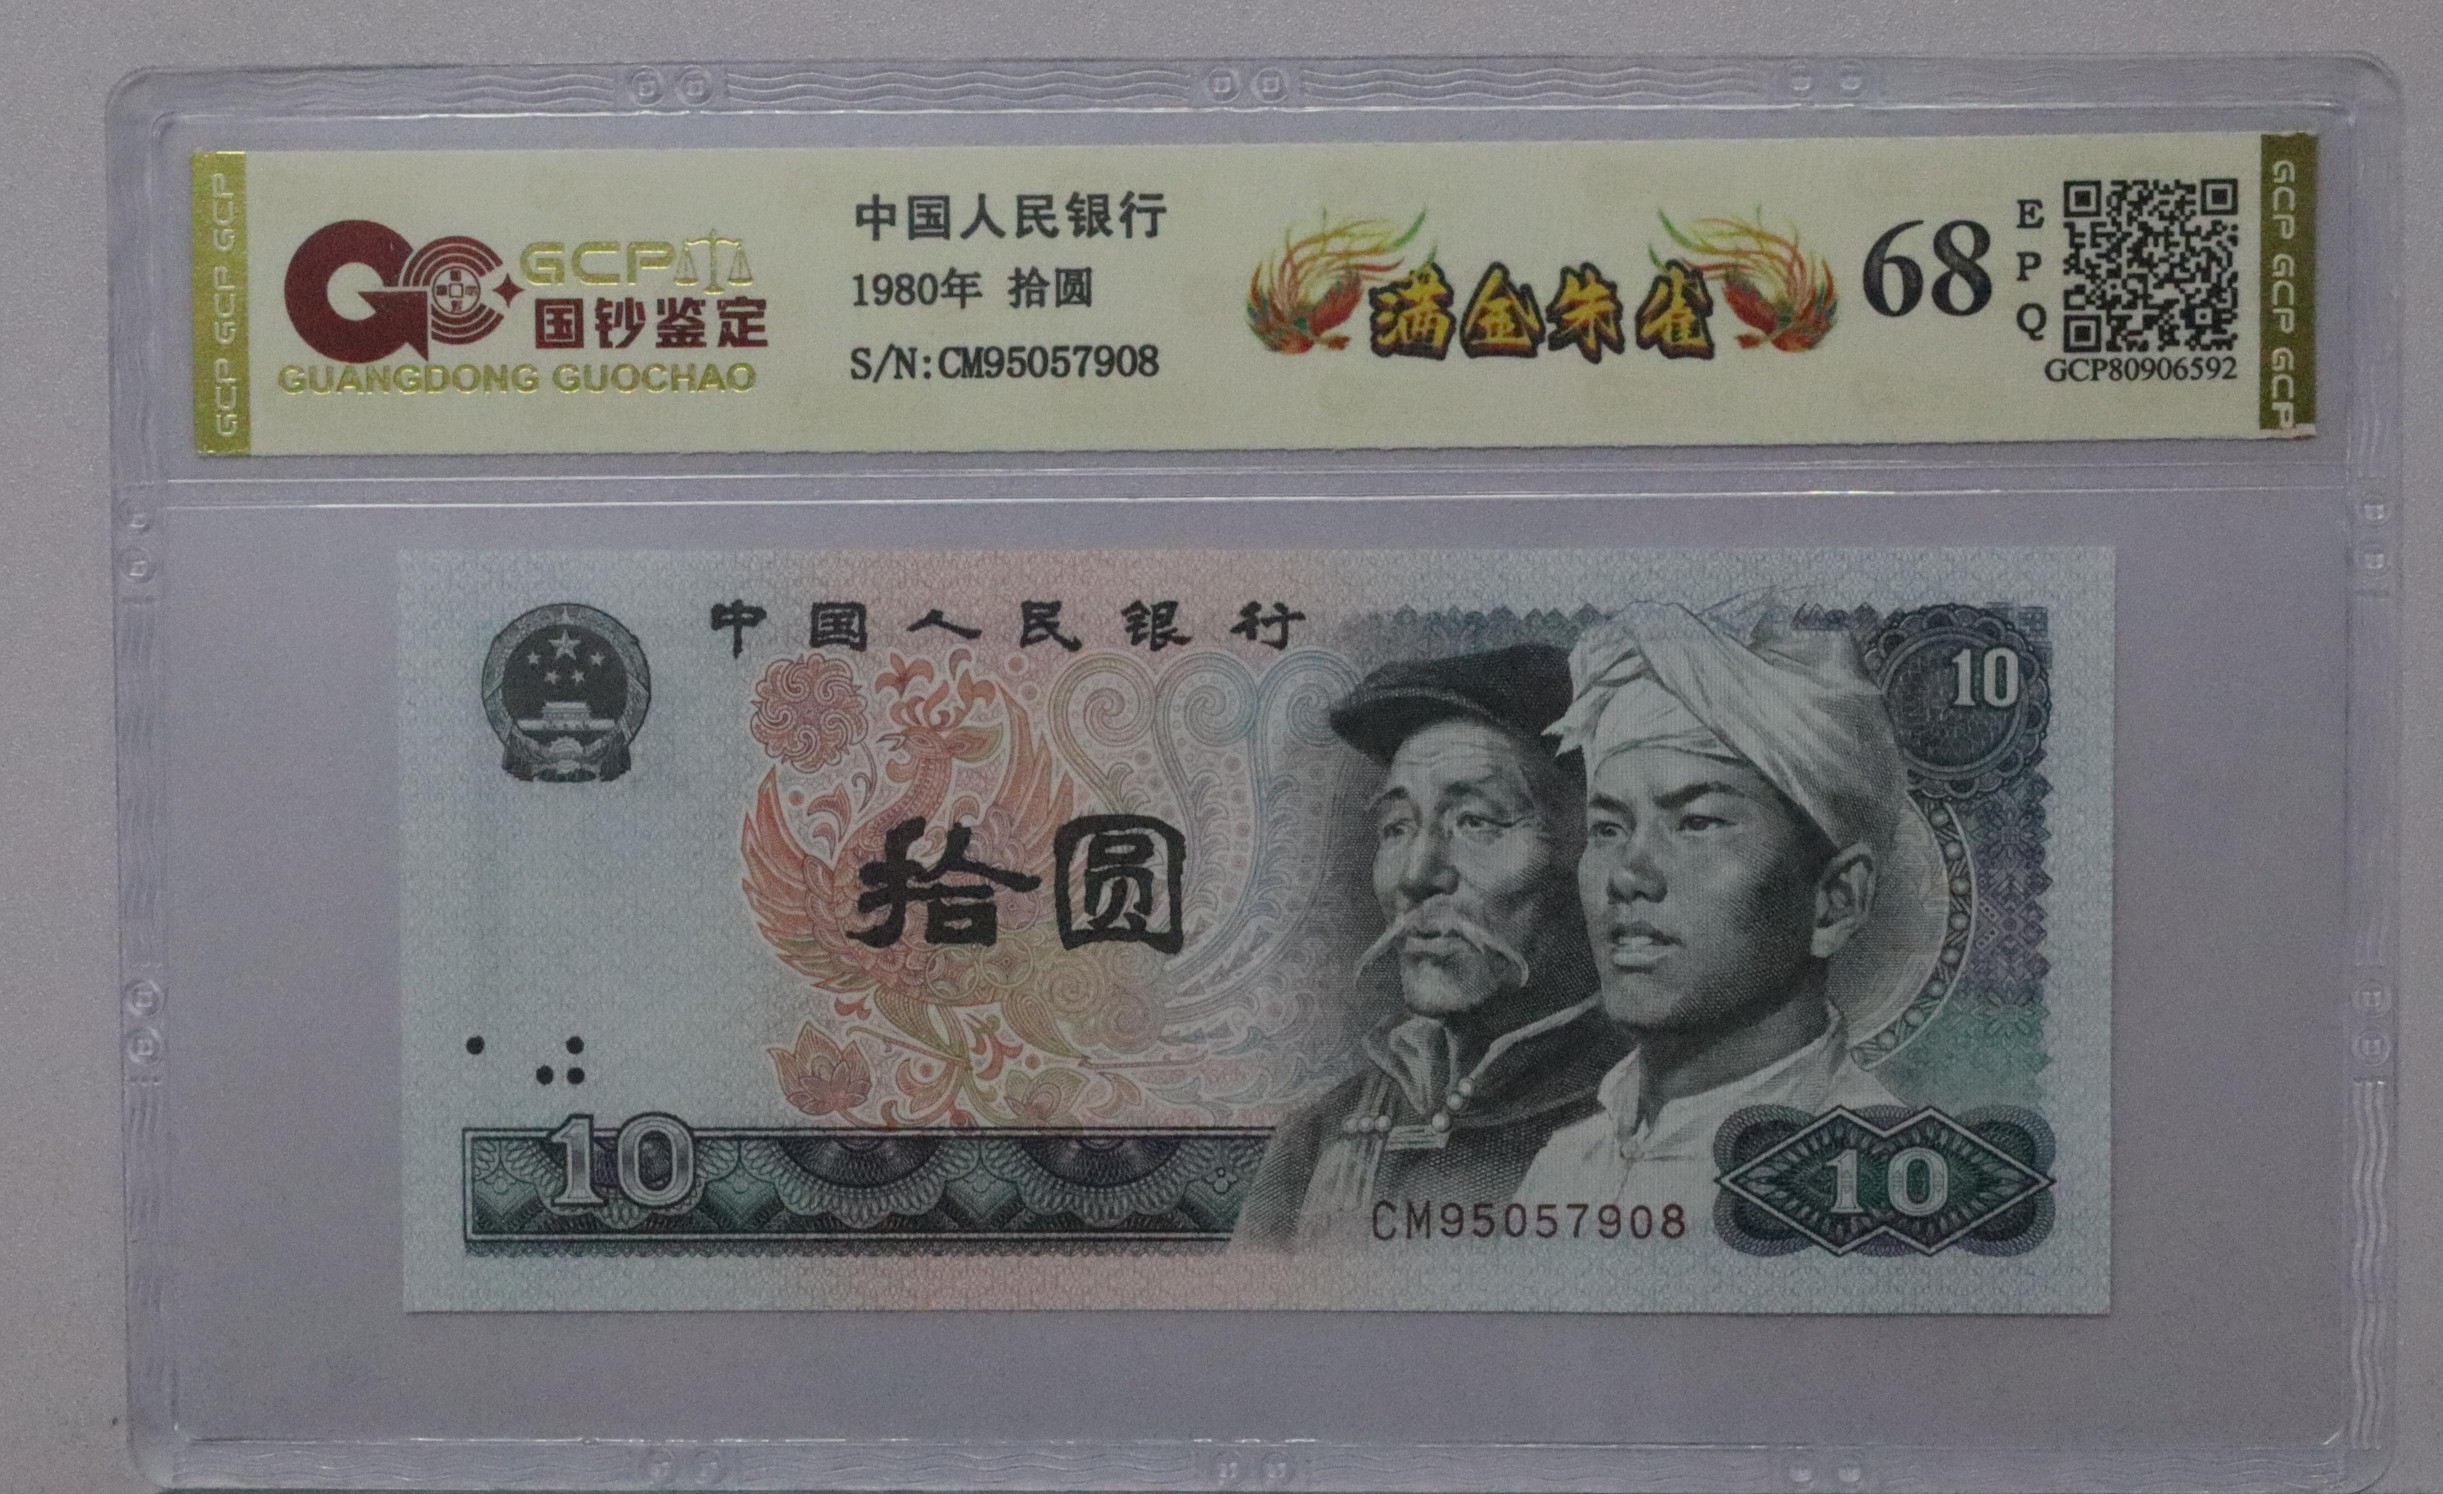 GCP GCP GCP
GCP
国钞鉴定
GUANGDONG GUOCHAO
中国人民银行
1980年 拾圆
S/N:CM95057908
满金朱雀
68
EPQ
GCP80906592
GCP GCP GCP
中国人民银行
10
拾圆
10
CM95057908
10